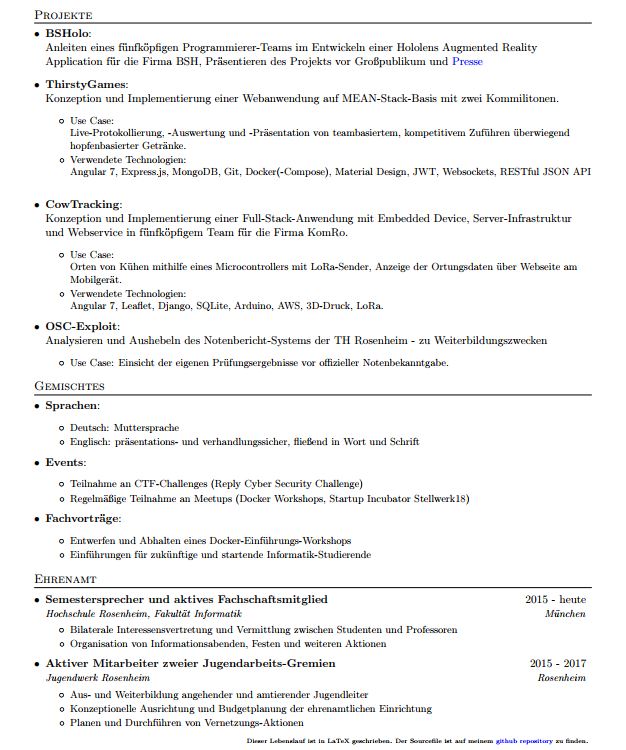 PROJEKTE
• BSHolo:
Anleiten eines fünfköpfigen Programmierer-Teams im Entwickeln einer Hololens Augmented Reality
Application für die Firma BSH, Präsentieren des Projekts vor Großpublikum und Presse
• ThirstyGames:
Konzeption und Implementierung einer Webanwendung auf MEAN-Stack-Basis mit zwei Kommilitonen.
◦ Use Case:
Live-Protokollierung, -Auswertung und -Präsentation von teambasiertem, kompetitivem Zuführen überwiegend
hopfenbasierter Getränke.
◦ Verwendete Technologien:
Angular 7, Express.js, MongoDB, Git, Docker(-Compose), Material Design, JWT, Websockets, RESTful JSON API
• CowTracking:
Konzeption und Implementierung einer Full-Stack-Anwendung mit Embedded Device, Server-Infrastruktur
und Webservice in fünfköpfigem Team für die Firma KomRo.
◦ Use Case:
Orten von Kühen mithilfe eines Microcontrollers mit LoRa-Sender, Anzeige der Ortungsdaten über Webseite am
Mobilgerät.
◦ Verwendete Technologien:
Angular 7, Leaflet, Django, SQLite, Arduino, AWS, 3D-Druck, LoRa.
• OSC-Exploit:
Analysieren und Aushebeln des Notenbericht-Systems der TH Rosenheim - zu Weiterbildungszwecken
◦ Use Case: Einsicht der eigenen Prüfungsergebnisse vor offizieller Notenbekanntgabe.
GEMISCHTES
• Sprachen:
◦ Deutsch: Muttersprache
◦ Englisch: präsentations- und verhandlungssicher, fließend in Wort und Schrift
• Events:
◦ Teilnahme an CTF-Challenges (Reply Cyber Security Challenge)
◦ Regelmäßige Teilnahme an Meetups (Docker Workshops, Startup Incubator Stellwerk18)
• Fachvorträge:
◦ Entwerfen und Abhalten eines Docker-Einführungs-Workshops
◦ Einführungen für zukünftige und startende Informatik-Studierende
EHRENAMT
• Semestersprecher und aktives Fachschaftsmitglied 2015 - heute
Hochschule Rosenheim, Fakultät Informatik München
◦ Bilaterale Interessensvertretung und Vermittlung zwischen Studenten und Professoren
◦ Organisation von Informationsabenden, Festen und weiteren Aktionen
• Aktiver Mitarbeiter zweier Jugendarbeits-Gremien 2015 - 2017
Jugendwerk Rosenheim Rosenheim
◦ Aus- und Weiterbildung angehender und amtierender Jugendleiter
◦ Konzeptionelle Ausrichtung und Budgetplanung der ehrenamtlichen Einrichtung
◦ Planen und Durchführen von Vernetzungs-Aktionen
Dieser Lebenslauf ist in LaTeX geschrieben. Der Sourcefile ist auf meinem github repository zu finden.